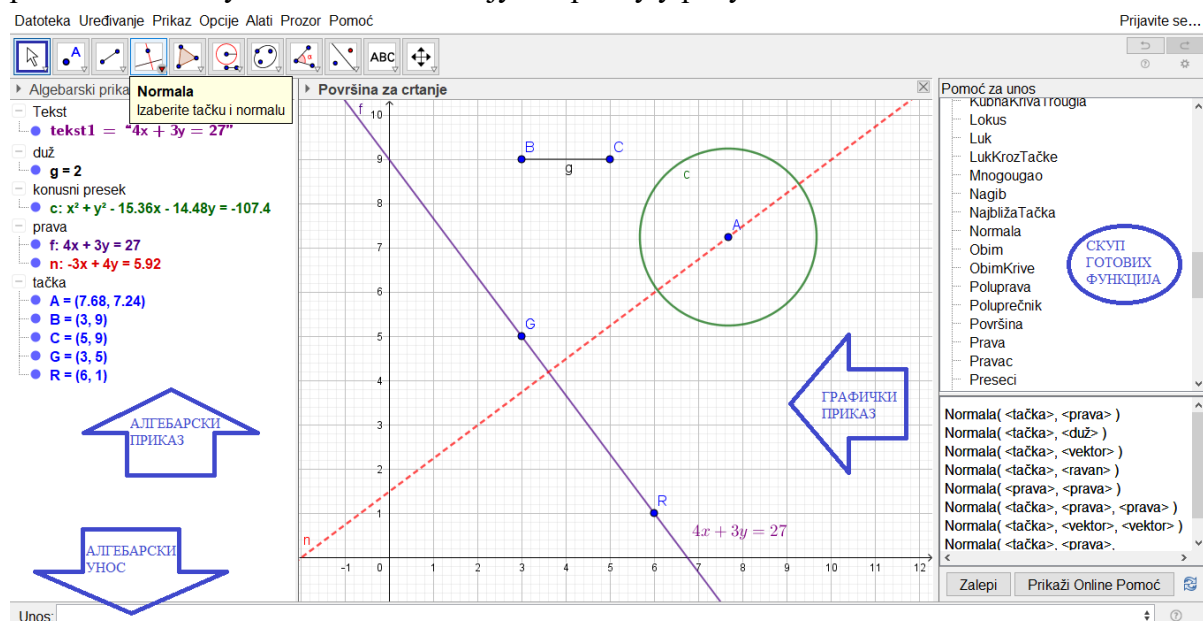 Datoteka Uređivanje Prikaz Opcije Alati Prozor Pomoć
Prijavite se...
A
α
ABC
Normala
Izaberite tačku i normalu
Algebarski prika
Površina za crtanje
Pomoć za unos
Tekst
tekst1 = “4x + 3y = 27”
duž
g = 2
konusni presek
c: x² + y² - 15.36x - 14.48y = -107.4
prava
f: 4x + 3y = 27
n: -3x + 4y = 5.92
tačka
A = (7.68, 7.24)
B = (3, 9)
C = (5, 9)
G = (3, 5)
R = (6, 1)
АЛГЕБАРСКИ
ПРИКАЗ
АЛГЕБАРСКИ
УНОС
f
10
9
8
7
6
5
4
3
2
1
B
C
g
c
A
G
R
n
4x + 3y = 27
-1 0 1 2 3 4 5 6 7 8 9 10 11 12
ГРАФИЧКИ
ПРИКАЗ
KubnaKrivaTrougla
Lokus
Luk
LukKrozTačke
Mnogougao
Nagib
NajbližaTačka
Normala
Obim
ObimKrive
Poluprava
Poluprečnik
Površina
Prava
Pravac
Preseci
СКУП
ГОТОВИХ
ФУНКЦИЈА
Normala( <tačka>, <prava> )
Normala( <tačka>, <duž> )
Normala( <tačka>, <vektor> )
Normala( <tačka>, <ravan> )
Normala( <prava>, <prava> )
Normala( <tačka>, <prava>, <prava> )
Normala( <tačka>, <vektor>, <vektor> )
Normala( <tačka>, <prava>,
Zalepi
Prikaži Online Pomoć
Unos: